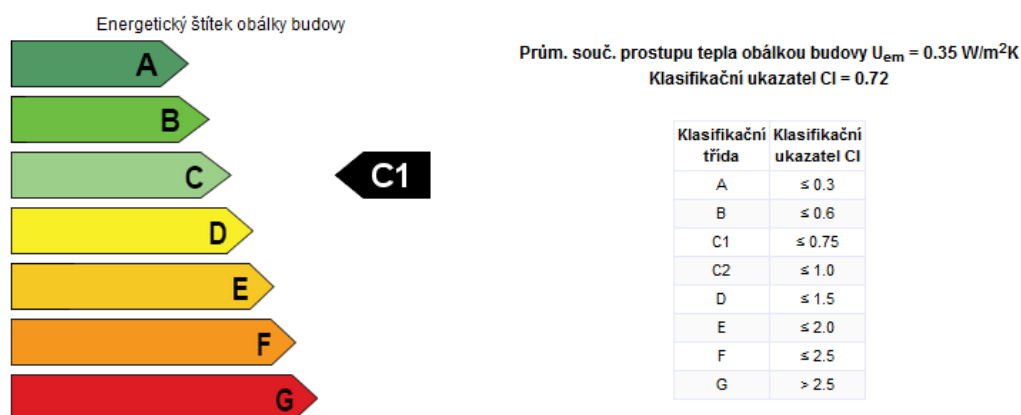 Energetický štítek obálky budovy
A
B
C
C1
D
E
F
G
Prům. souč. prostupu tepla obálkou budovy Uem = 0.35 W/m²K
Klasifikační ukazatel CI = 0.72
Klasifikační třída Klasifikační ukazatel CI
A ≤ 0.3
B ≤ 0.6
C1 ≤ 0.75
C2 ≤ 1.0
D ≤ 1.5
E ≤ 2.0
F ≤ 2.5
G > 2.5